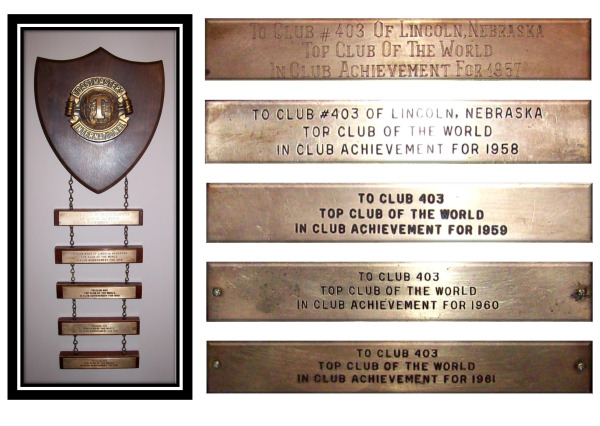 TOASTMASTERS
T
INTERNATIONAL
TO CLUB #403 OF LINCOLN, NEBRASKA
TOP CLUB OF THE WORLD
IN CLUB ACHIEVEMENT FOR 1957
TO CLUB #403 OF LINCOLN, NEBRASKA
TOP CLUB OF THE WORLD
IN CLUB ACHIEVEMENT FOR 1958
TO CLUB 403
TOP CLUB OF THE WORLD
IN CLUB ACHIEVEMENT FOR 1959
TO CLUB 403
TOP CLUB OF THE WORLD
IN CLUB ACHIEVEMENT FOR 1960
TO CLUB 403
TOP CLUB OF THE WORLD
IN CLUB ACHIEVEMENT FOR 1961